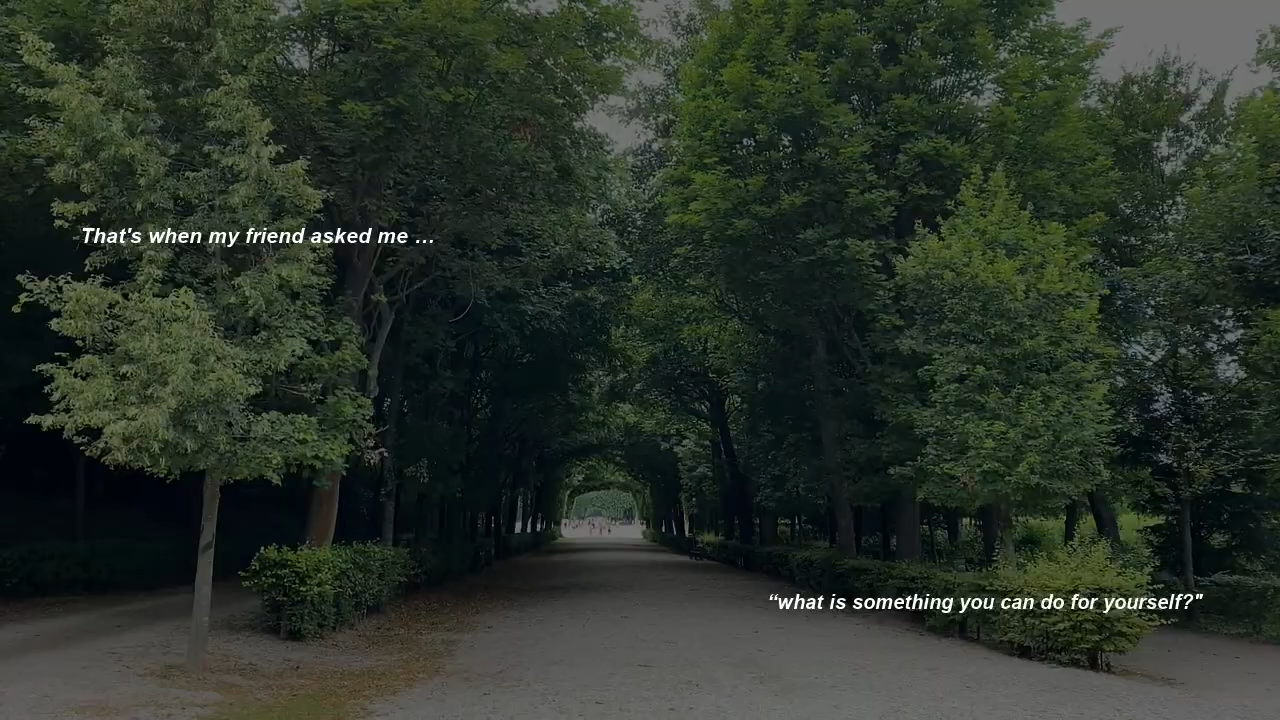 That's when my friend asked me …
“what is something you can do for yourself?"